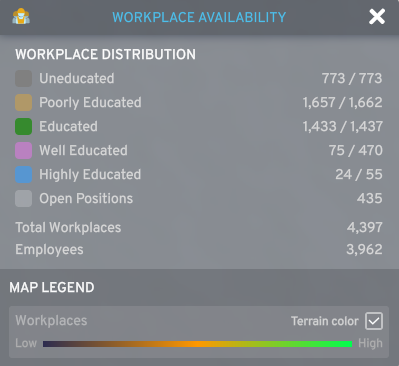 WORKPLACE AVAILABILITY
WORKPLACE DISTRIBUTION
Uneducated 773 / 773
Poorly Educated 1,657 / 1,662
Educated 1,433 / 1,437
Well Educated 75 / 470
Highly Educated 24 / 55
Open Positions 435
Total Workplaces 4,397
Employees 3,962
MAP LEGEND
Workplaces Terrain color
Low High